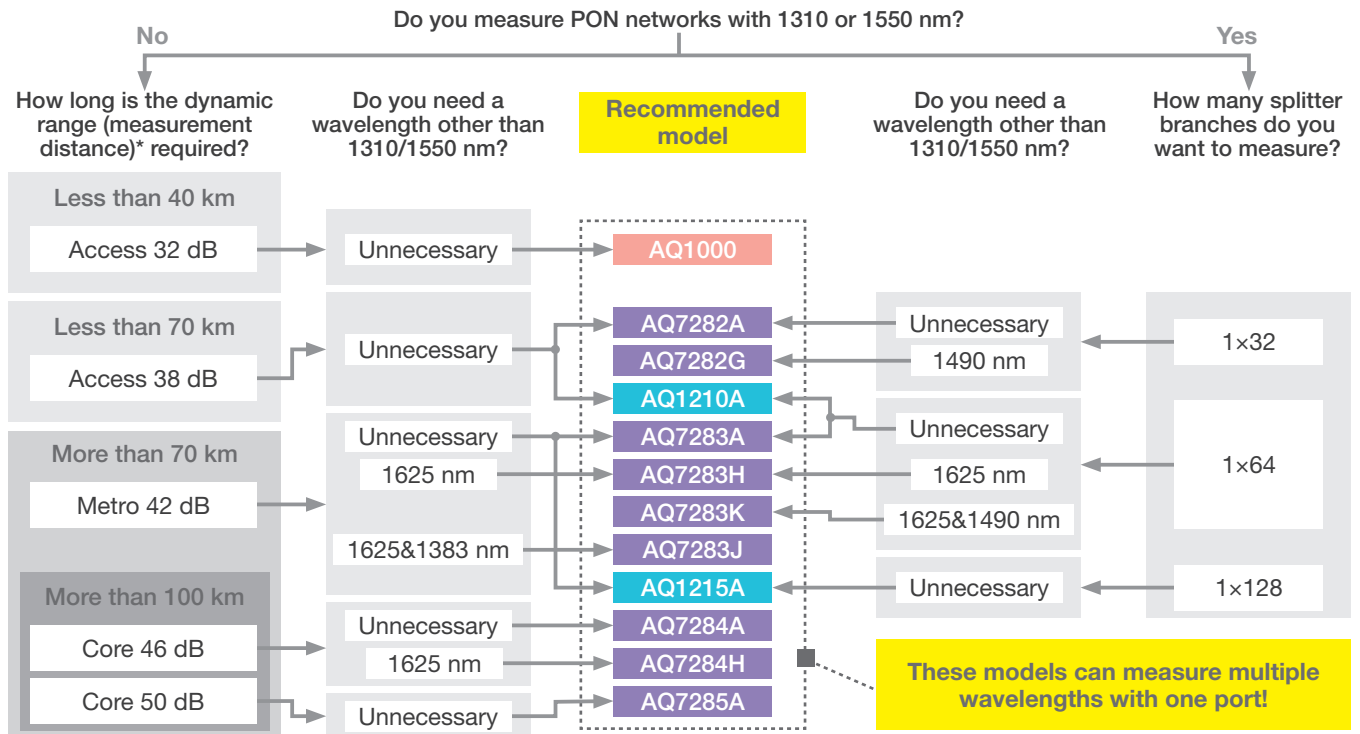 Do you measure PON networks with 1310 or 1550 nm?
No
Yes
How long is the dynamic
range (measurement
distance)* required?
Do you need a
wavelength other than
1310/1550 nm?
Recommended
model
Do you need a
wavelength other than
1310/1550 nm?
How many splitter
branches do you
want to measure?
Less than 40 km
Access 32 dB
Unnecessary
AQ1000
Less than 70 km
Access 38 dB
Unnecessary
AQ7282A
AQ7282G
AQ1210A
Unnecessary
1490 nm
1×32
More than 70 km
Metro 42 dB
Unnecessary
1625 nm
1625&1383 nm
AQ7283A
AQ7283H
AQ7283K
AQ7283J
AQ1215A
Unnecessary
1625 nm
1625&1490 nm
1×64
Unnecessary
1×128
More than 100 km
Core 46 dB
Core 50 dB
Unnecessary
1625 nm
Unnecessary
AQ7284A
AQ7284H
AQ7285A
These models can measure multiple
wavelengths with one port!